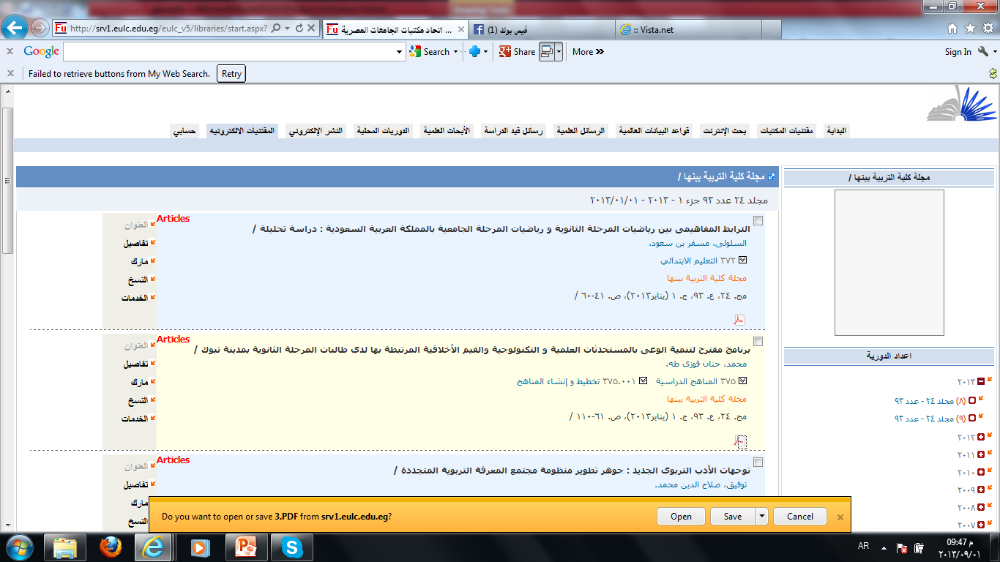 http://srv1.eulc.edu.eg/eulc_v5/libraries/start.aspx?
اتحاد مكتبات الجامعات المصرية ...
فيس بوك (1)
:: Vista.net
Google
Search
Share
More »
Sign In
Failed to retrieve buttons from My Web Search.
Retry
البداية
مقتنيات المكتبات
بحث الإنترنت
قواعد البيانات العالمية
الرسائل العلمية
رسائل قيد الدراسة
الأبحاث العلمية
الدوريات المحلية
النشر الإلكتروني
المقتنيات الالكترونيه
حسابي
مجلة كلية التربية ببنها /
مجلة كلية التربية ببنها /
مجلد ٢٤ عدد ٩٣ جزء ١ - ٢٠١٣ - ٢٠١٣/٠١/٠١
Articles
الترابط المفاهيمى بين رياضيات المرحلة الثانوية و رياضيات المرحلة الجامعية بالمملكة العربية السعودية : دراسة تحليلة /
السلولى، مسفر بن سعود.
٣٧٢ التعليم الابتدائي
مجلة كلية التربية ببنها
مج. ٢٤، ع. ٩٣، ج. ١ (يناير٢٠١٣)، ص. ٤١-٦٠ /
العنوان
تفاصيل
مارك
النسخ
الخدمات
Articles
برنامج مقترح لتنمية الوعى بالمستحدثات العلمية و التكنولوجية والقيم الأخلاقية المرتبطة بها لدى طالبات المرحلة الثانوية بمدينة تبوك /
محمد، حنان فوزى طه.
٣٧٥ المناهج الدراسية
٣٧٥.٠٠١ تخطيط و إنشاء المناهج
مجلة كلية التربية ببنها
مج. ٢٤، ع. ٩٣، ج. ١ (يناير٢٠١٣)، ص. ٦١-١١٠ /
العنوان
تفاصيل
مارك
النسخ
الخدمات
Articles
توجهات الأدب التربوى الجديد : جوهر تطوير منظومة مجتمع المعرفة التربوية المتجددة /
توفيق، صلاح الدين محمد.
العنوان
تفاصيل
مارك
النسخ
اعداد الدورية
٢٠١٣
(٨) مجلد ٢٤ - عدد ٩٣
(٩) مجلد ٢٤ - عدد ٩٣
٢٠١٢
٢٠١١
٢٠١٠
٢٠٠٩
٢٠٠٨
٢٠٠٧
Do you want to open or save 3.PDF from srv1.eulc.edu.eg?
Open
Save
Cancel
AR
09:47 م
٢٠١٣/٠٩/٠١